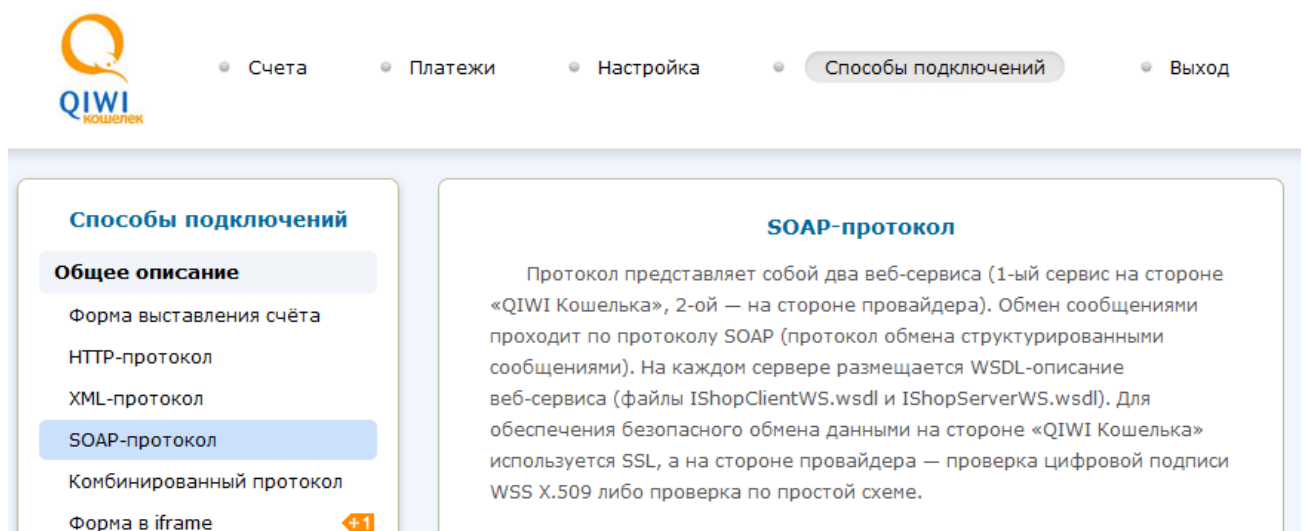 QIWI
кошелек
Счета
Платежи
Настройка
Способы подключений
Выход
Способы подключений
Общее описание
Форма выставления счёта
HTTP-протокол
XML-протокол
SOAP-протокол
Комбинированный протокол
Форма в iframe
+1
SOAP-протокол
Протокол представляет собой два веб-сервиса (1-ый сервис на стороне
«QIWI Кошелька», 2-ой — на стороне провайдера). Обмен сообщениями
проходит по протоколу SOAP (протокол обмена структурированными
сообщениями). На каждом сервере размещается WSDL-описание
веб-сервиса (файлы IShopClientWS.wsdl и IShopServerWS.wsdl). Для
обеспечения безопасного обмена данными на стороне «QIWI Кошелька»
используется SSL, а на стороне провайдера — проверка цифровой подписи
WSS X.509 либо проверка по простой схеме.